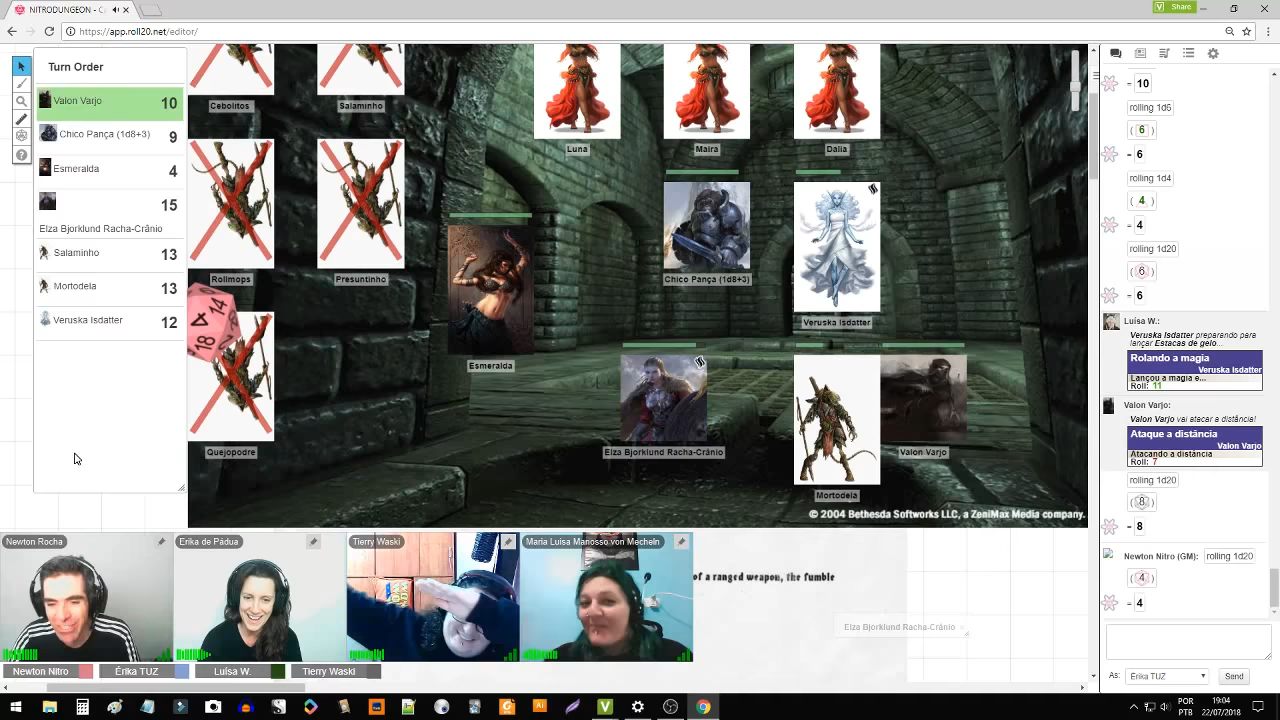 NITRODUNGEON - C
Share
https://app.roll20.net/editor/
Turn Order
Valon Varjo 10
Chico Pança (1d8+3) 9
Esmeralda 4
15
Elza Bjorklund Racha-Crânio
Salaminho 13
Mortodela 13
Veruska Isdatter 12
Cebolitos
Salaminho
Luna
Maira
Dalia
Rolimops
Presuntinho
Chico Pança (1d8+3)
Veruska Isdatter
14
4
18
Esmeralda
Quejopodre
Elza Bjorklund Racha-Crânio
Valon Varjo
Mortodela
© 2004 Bethesda Softworks LLC, a ZeniMax Media company.
= 10
rolling 1d6
( 6 )
= 6
rolling 1d4
( 4 )
= 4
rolling 1d20
( 6 )
= 6
Luísa W.:
Veruska Isdatter preparando para
lançar Estacas de gelo...
Rolando a magia
Veruska Isdatter
Lançou a magia e...
Roll: 11
Valon Varjo:
Valon Varjo vai atacar a distância!
Ataque a distância
Valon Varjo
Atacando a distância
Roll: 7
rolling 1d20
( 8 )
= 8
Newton Nitro (GM): rolling 1d20
( 4 )
= 4
As: Érika TUZ Send
Newton Rocha
Erika de Pádua
Tierry Waski
Maria Luisa Manosso von Mecheln
of a ranged weapon, the fumble
Elza Bjorklund Racha-Crânio
Newton Nitro
Érika TUZ
Luísa W.
Tierry Waski
POR
PTB
19:04
22/07/2018